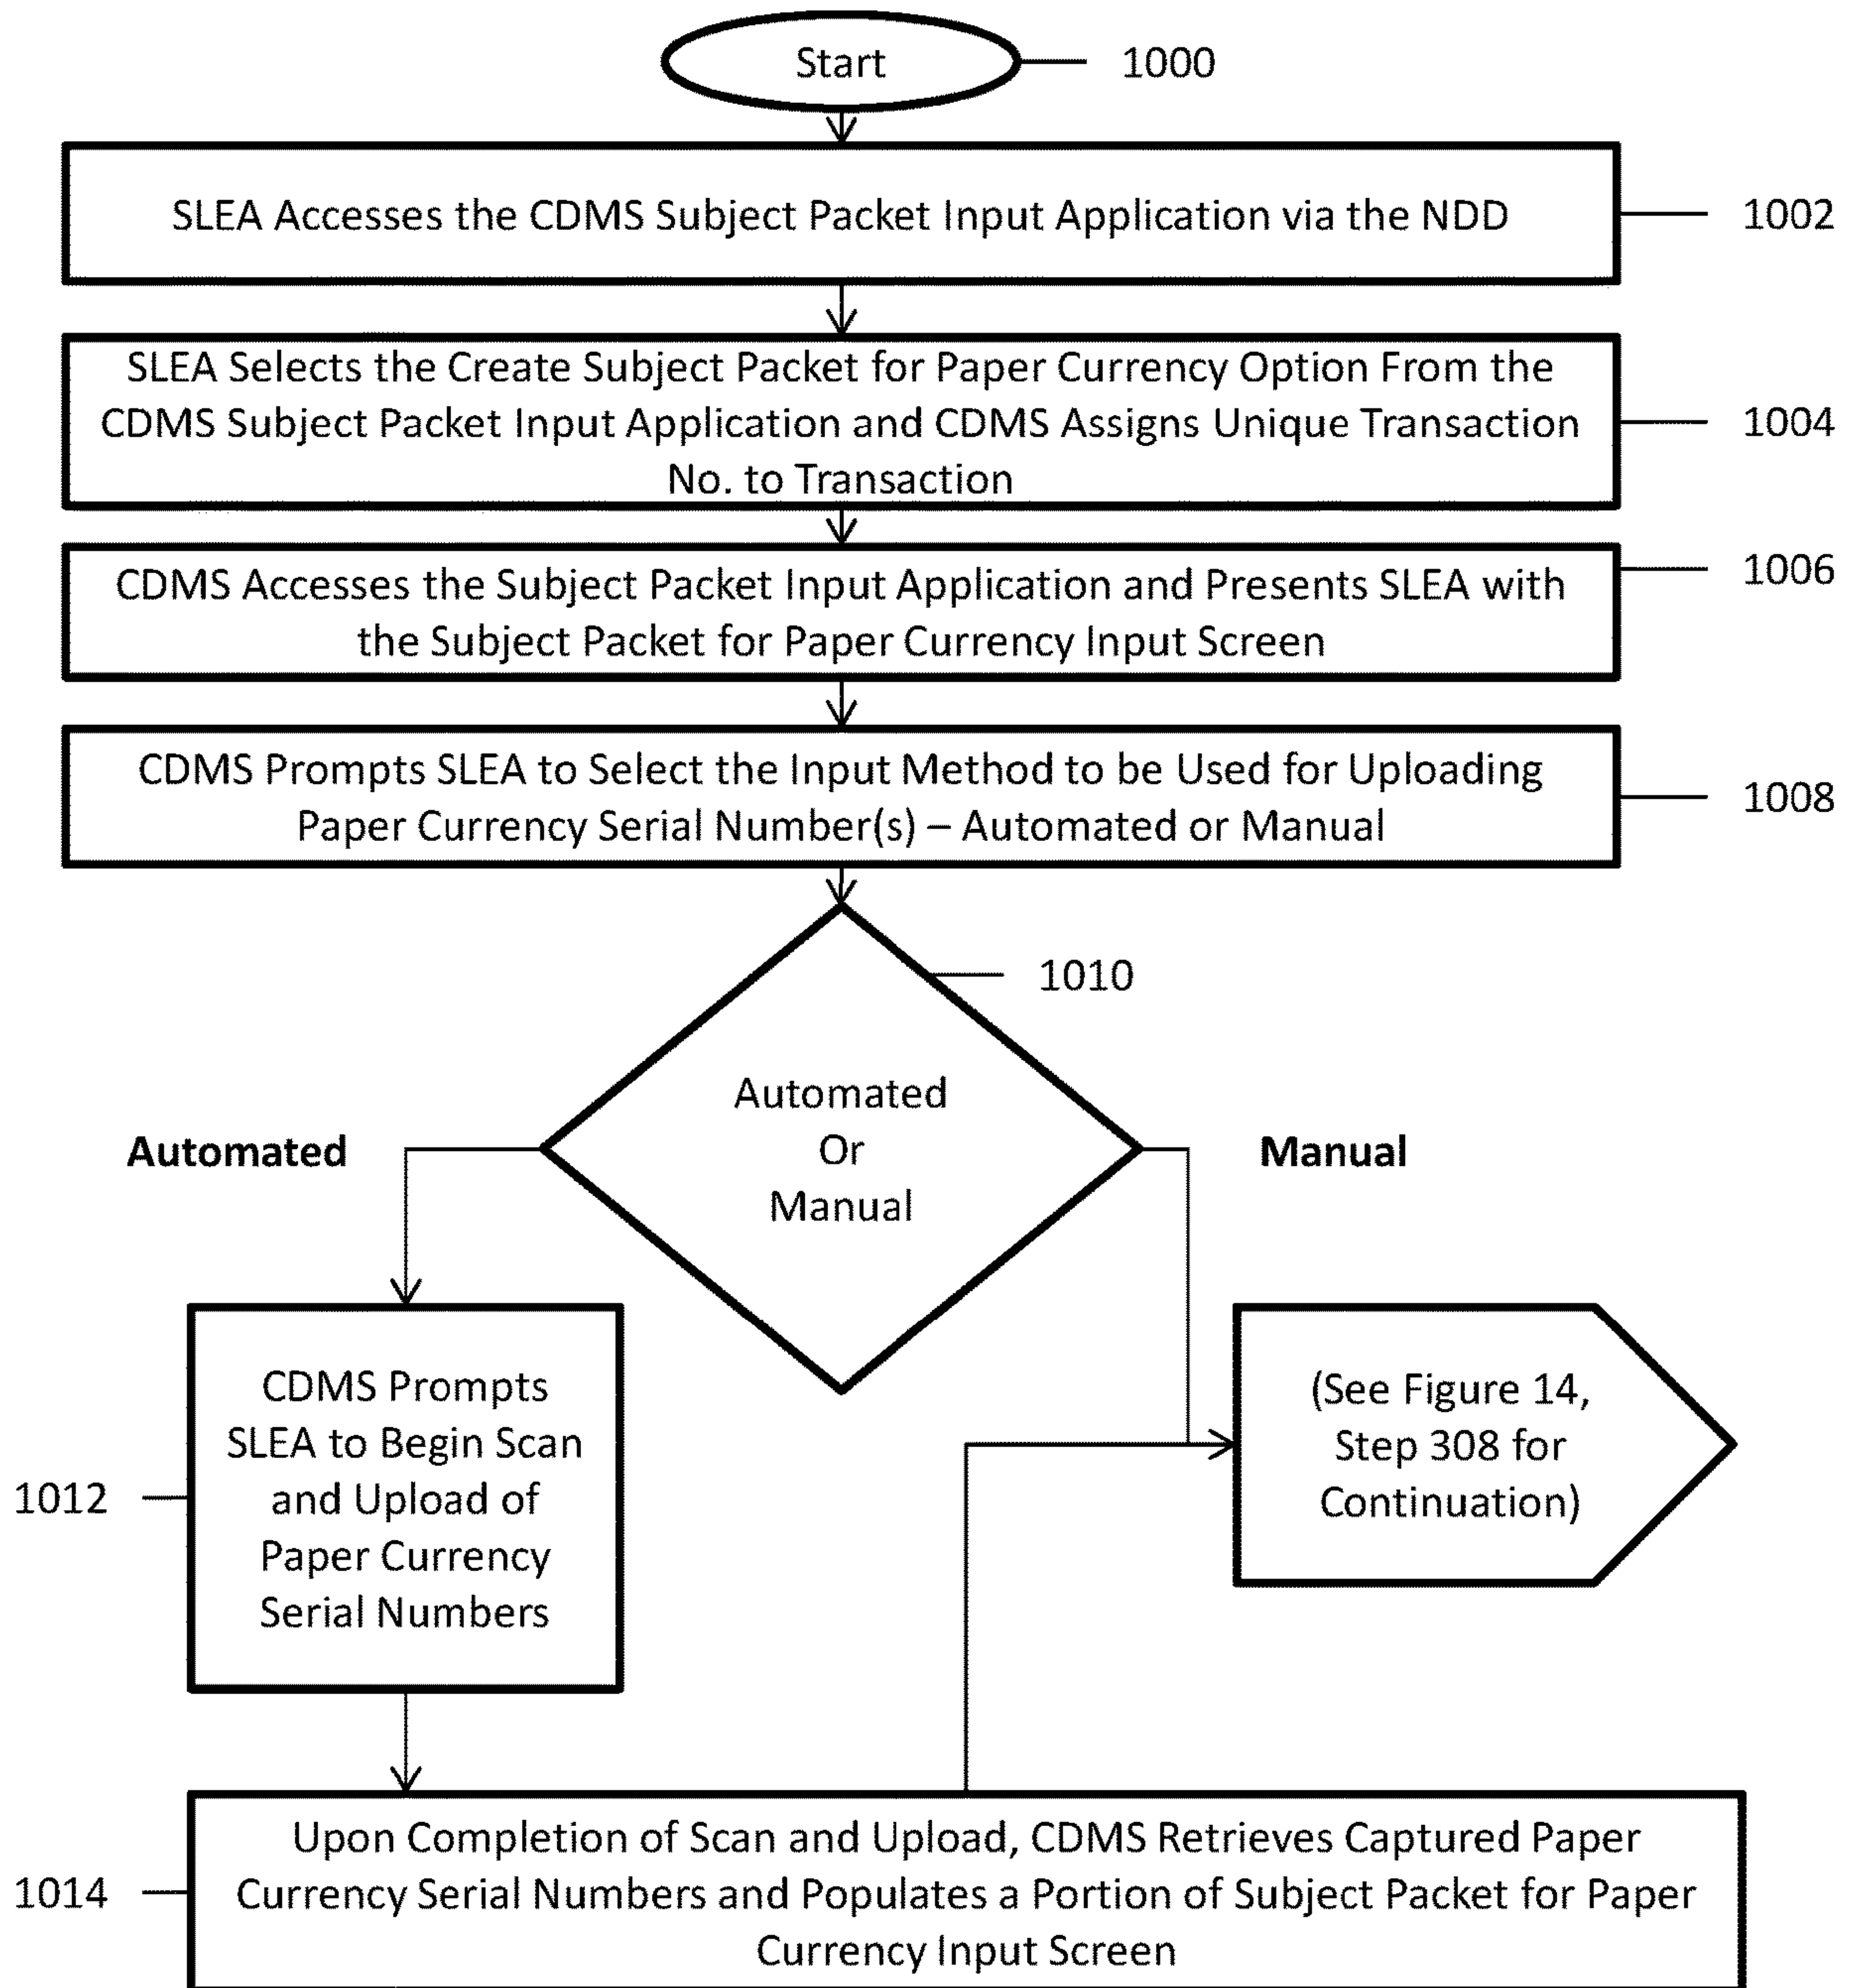 Start
1000
SLEA Accesses the CDMS Subject Packet Input Application via the NDD
1002
SLEA Selects the Create Subject Packet for Paper Currency Option From the
CDMS Subject Packet Input Application and CDMS Assigns Unique Transaction
No. to Transaction
1004
CDMS Accesses the Subject Packet Input Application and Presents SLEA with
the Subject Packet for Paper Currency Input Screen
1006
CDMS Prompts SLEA to Select the Input Method to be Used for Uploading
Paper Currency Serial Number(s) – Automated or Manual
1008
1010
Automated
Or
Manual
Automated
Manual
CDMS Prompts
SLEA to Begin Scan
and Upload of
Paper Currency
Serial Numbers
1012
(See Figure 14,
Step 308 for
Continuation)
Upon Completion of Scan and Upload, CDMS Retrieves Captured Paper
Currency Serial Numbers and Populates a Portion of Subject Packet for Paper
Currency Input Screen
1014